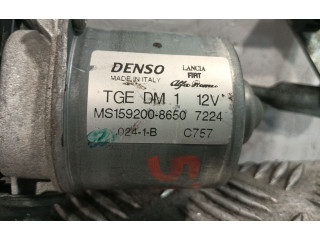 DENSO
MADE IN ITALY
LANCIA
FIAT
Alfa Romeo
TGE DM 1 12V
MS159200-8650 7224
024-1-B C757